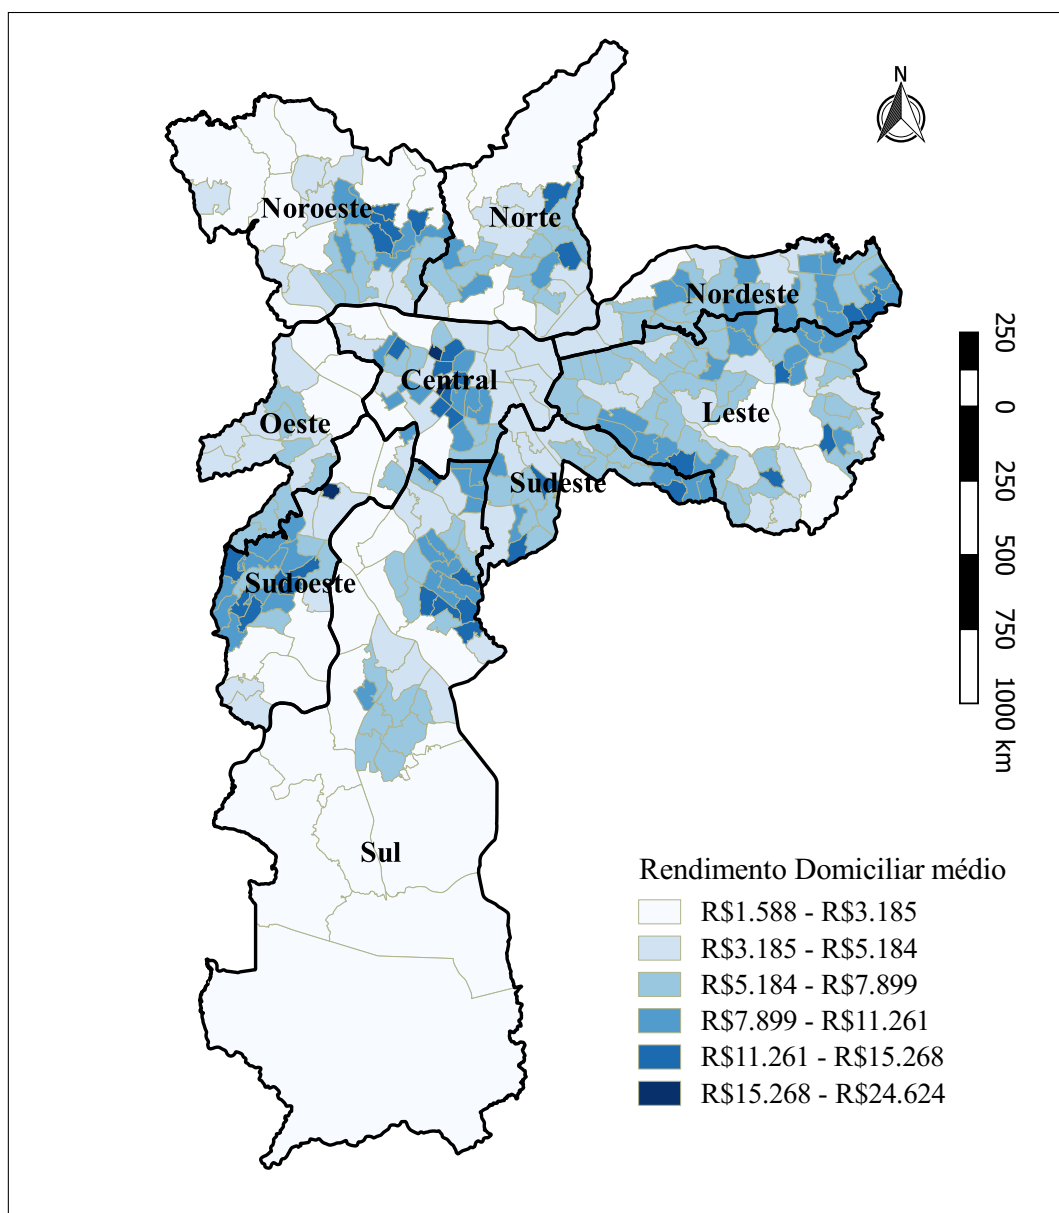 N
Noroeste
Norte
Nordeste
Central
Leste
Oeste
Sudeste
Sudoeste
Sul
250
0
250
500
750
1000 km
Rendimento Domiciliar médio
R$1.588 - R$3.185
R$3.185 - R$5.184
R$5.184 - R$7.899
R$7.899 - R$11.261
R$11.261 - R$15.268
R$15.268 - R$24.624